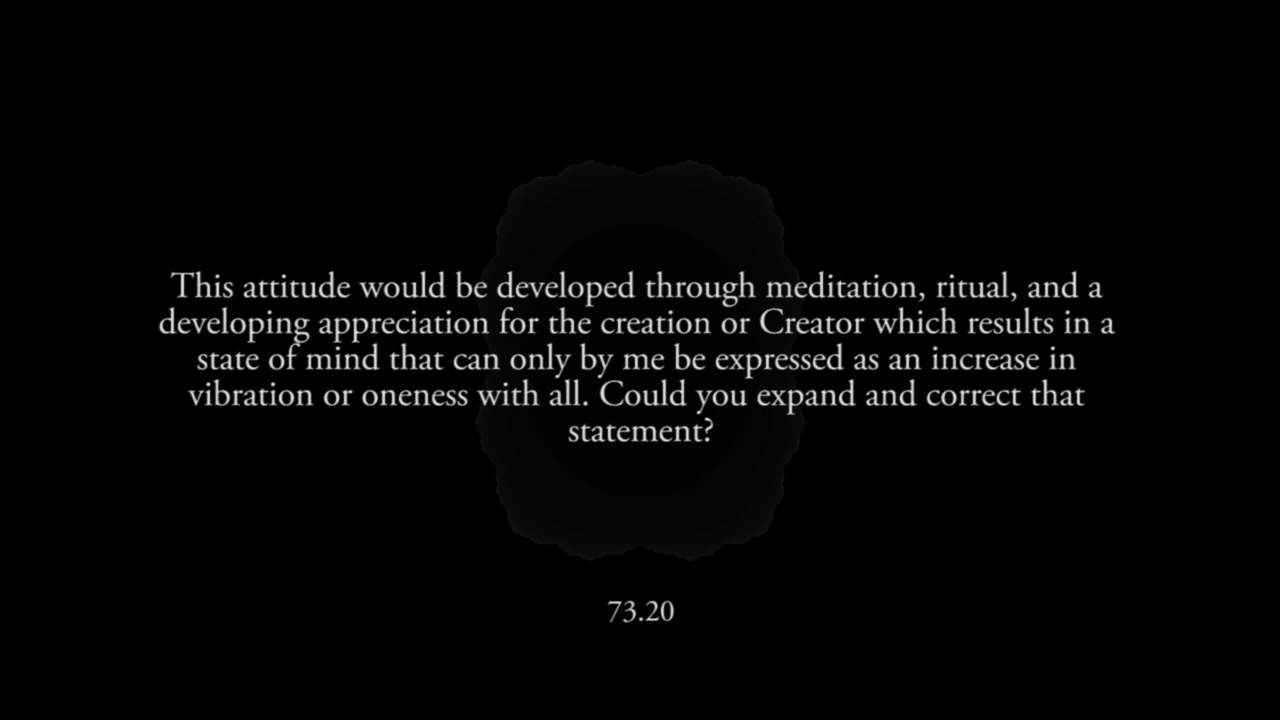 This attitude would be developed through meditation, ritual, and a
developing appreciation for the creation or Creator which results in a
state of mind that can only by me be expressed as an increase in
vibration or oneness with all. Could you expand and correct that
statement?
73.20